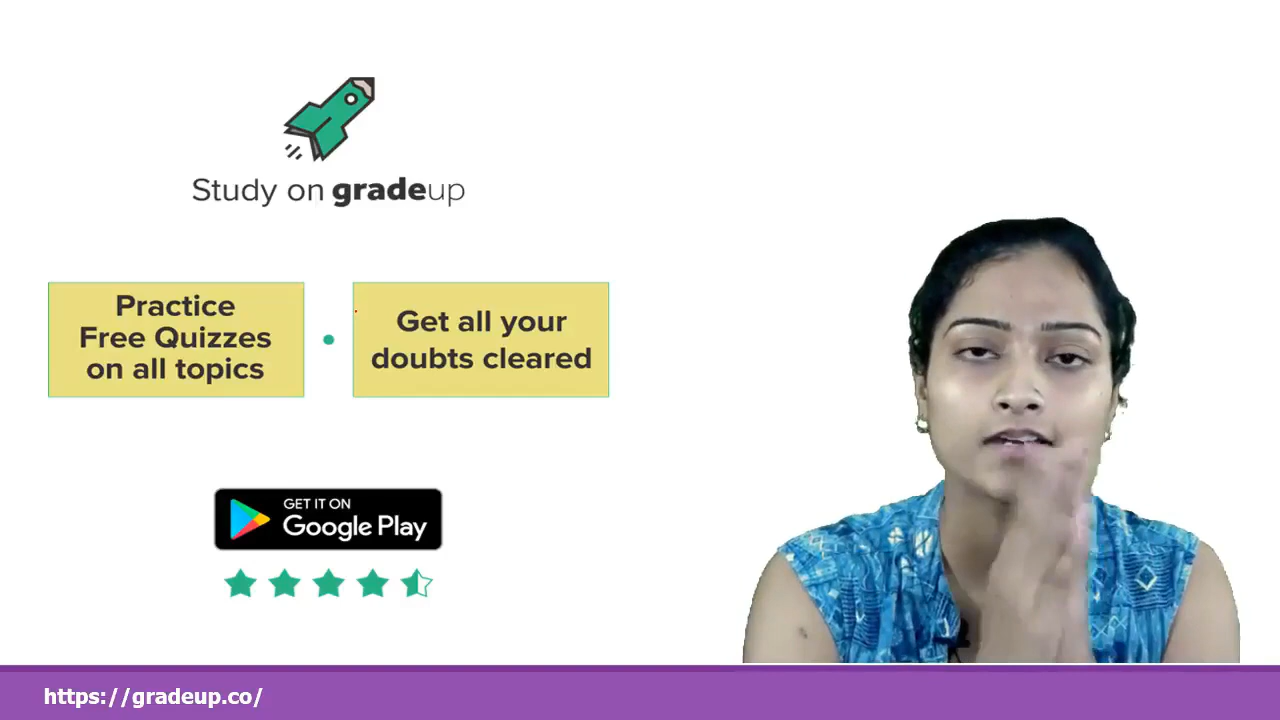 Study on gradeup
Practice
Free Quizzes
on all topics
Get all your
doubts cleared
GET IT ON
Google Play
https://gradeup.co/